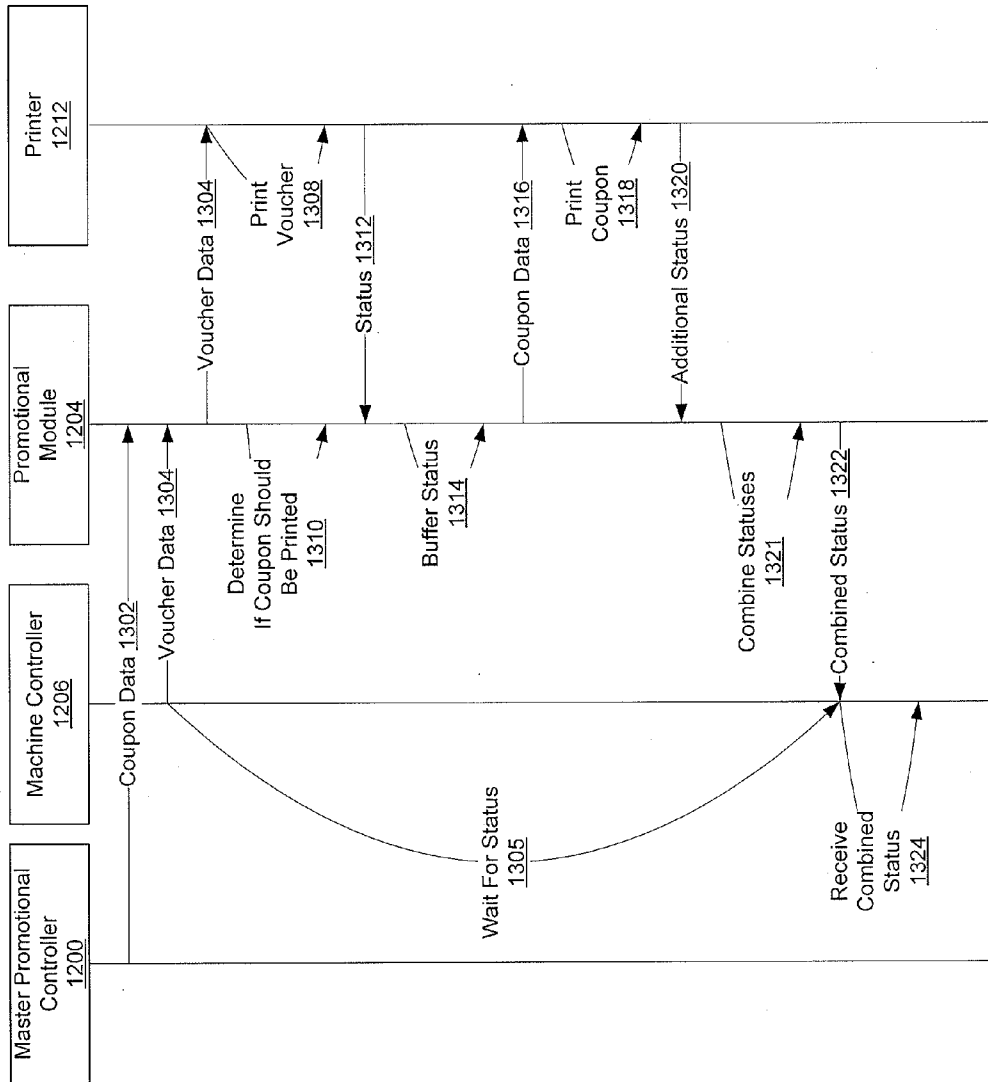 Master Promotional
Controller
1200
Machine Controller
1206
Promotional
Module
1204
Printer
1212
Coupon Data 1302
Voucher Data 1304
Voucher Data 1304
Print
Voucher
1308
Determine
If Coupon Should
Be Printed
1310
Status 1312
Buffer Status
1314
Wait For Status
1305
Coupon Data 1316
Print
Coupon
1318
Additional Status 1320
Combine Statuses
1321
Combined Status 1322
Receive
Combined
Status
1324